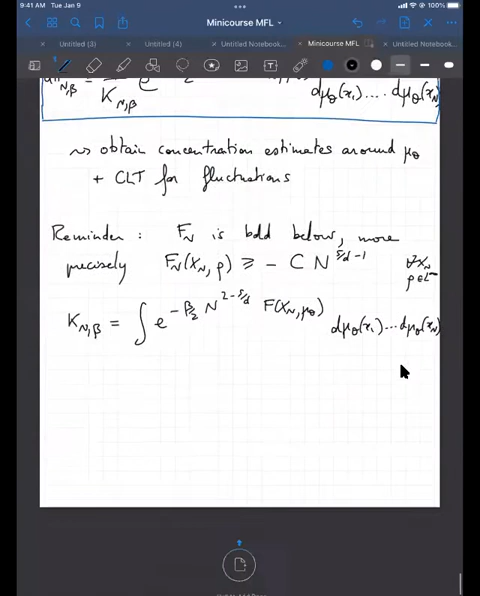 9:41 AM Tue Jan 9
100%
Minicourse MFL
Untitled (3)
Untitled (4)
Untitled Notebook...
Minicourse MFL
Untitled Notebook...
K_{N,β} e dμ_θ(x_1)....dμ_θ(x_N)
⇝ obtain concentration estimates around μ_θ
+ CLT for fluctuations
Reminder : F_N is bdd below, more
precisely F_N(X_N, ρ) ⩾ - C N^{s/d - 1} ∀X_N
ρ∈L^∞
K_{N,β} = ∫ e^{-β/2 N^{2-s/d} F(X_N, μ_θ)} dμ_θ(x_1)...dμ_θ(x_N)